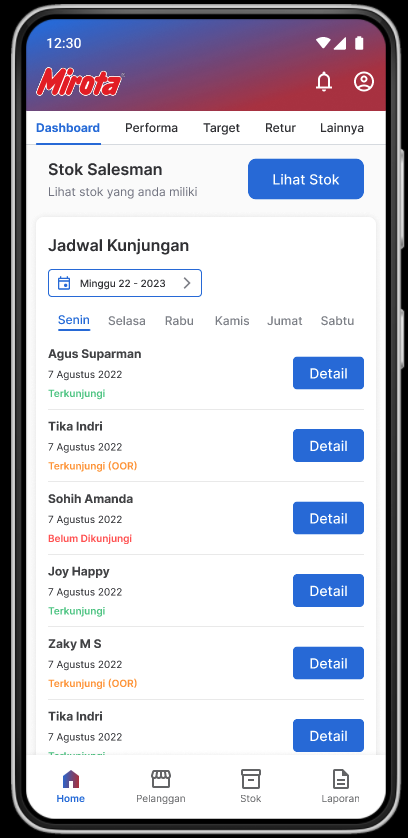 12:30
Mirota
Dashboard Performa Target Retur Lainnya
Stok Salesman
Lihat stok yang anda miliki
Lihat Stok
Jadwal Kunjungan
Minggu 22 - 2023
Senin Selasa Rabu Kamis Jumat Sabtu
Agus Suparman
7 Agustus 2022
Terkunjungi
Detail
Tika Indri
7 Agustus 2022
Terkunjungi (OOR)
Detail
Sohih Amanda
7 Agustus 2022
Belum Dikunjungi
Detail
Joy Happy
7 Agustus 2022
Terkunjungi
Detail
Zaky M S
7 Agustus 2022
Terkunjungi (OOR)
Detail
Tika Indri
7 Agustus 2022
Terkunjungi
Detail
Home Pelanggan Stok Laporan